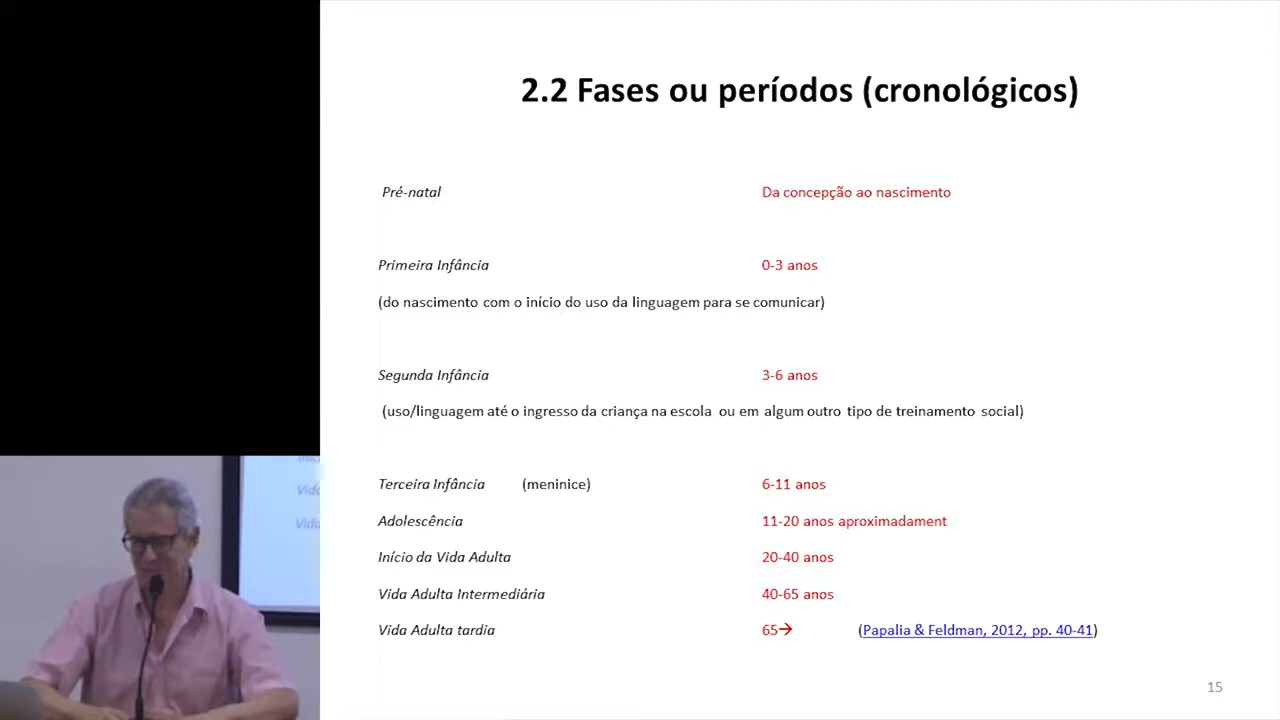 2.2 Fases ou períodos (cronológicos)
Pré-natal Da concepção ao nascimento
Primeira Infância 0-3 anos
(do nascimento com o início do uso da linguagem para se comunicar)
Segunda Infância 3-6 anos
(uso/linguagem até o ingresso da criança na escola ou em algum outro tipo de treinamento social)
Terceira Infância (meninice) 6-11 anos
Adolescência 11-20 anos aproximadament
Início da Vida Adulta 20-40 anos
Vida Adulta Intermediária 40-65 anos
Vida Adulta tardia 65→ (Papalia & Feldman, 2012, pp. 40-41)
15